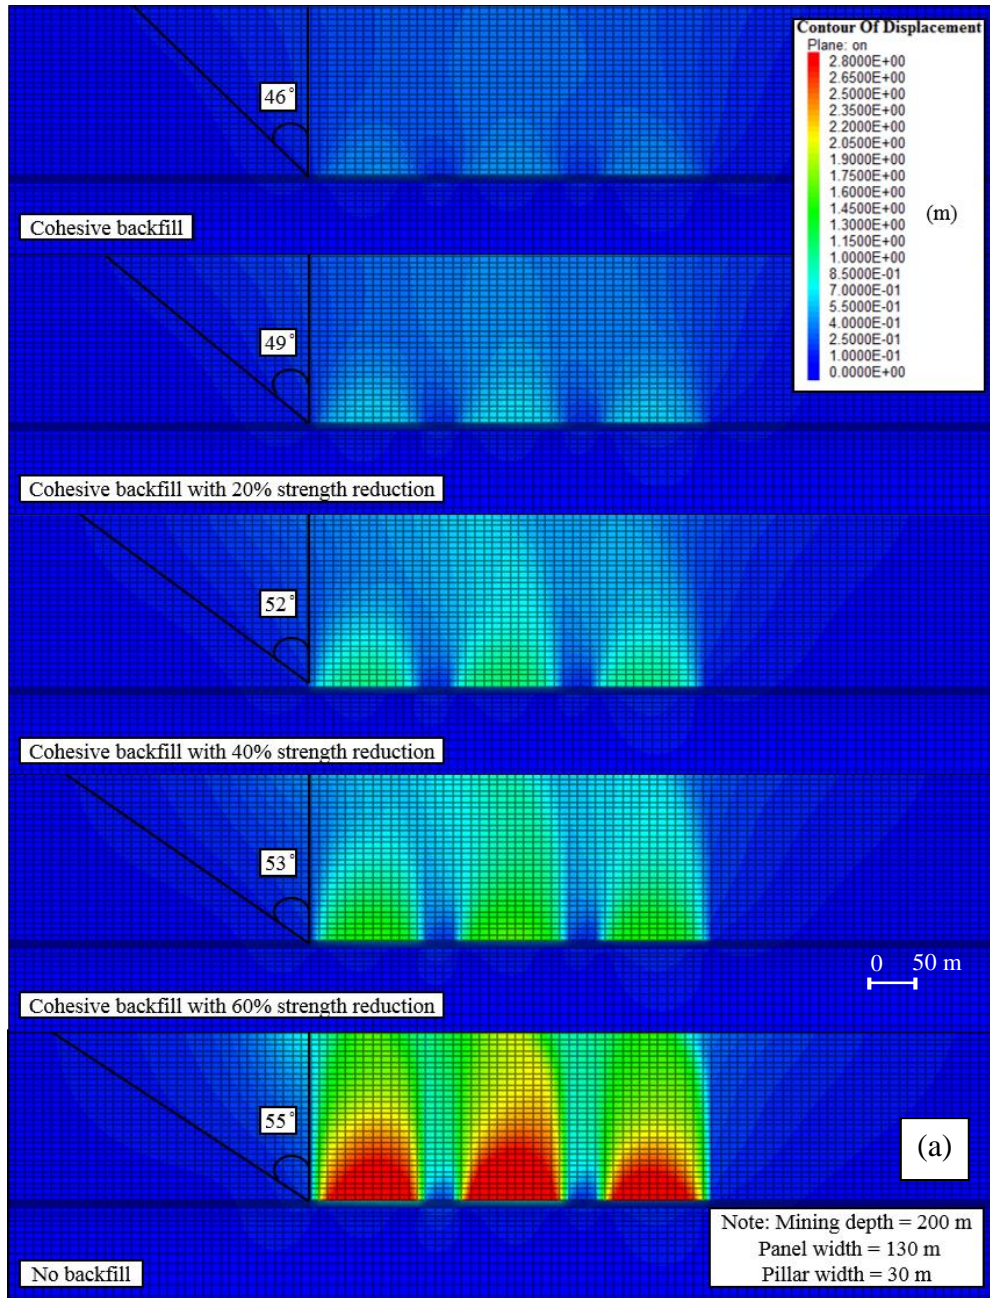 Contour Of Displacement
Plane: on
2.8000E+00
2.6500E+00
2.5000E+00
2.3500E+00
2.2000E+00
2.0500E+00
1.9000E+00
1.7500E+00
1.6000E+00
1.4500E+00
1.3000E+00
1.1500E+00
1.0000E+00
8.5000E-01
7.0000E-01
5.5000E-01
4.0000E-01
2.5000E-01
1.0000E-01
0.0000E+00
(m)
46°
Cohesive backfill
49°
Cohesive backfill with 20% strength reduction
52°
Cohesive backfill with 40% strength reduction
53°
0 50 m
Cohesive backfill with 60% strength reduction
55°
(a)
Note: Mining depth = 200 m
Panel width = 130 m
Pillar width = 30 m
No backfill